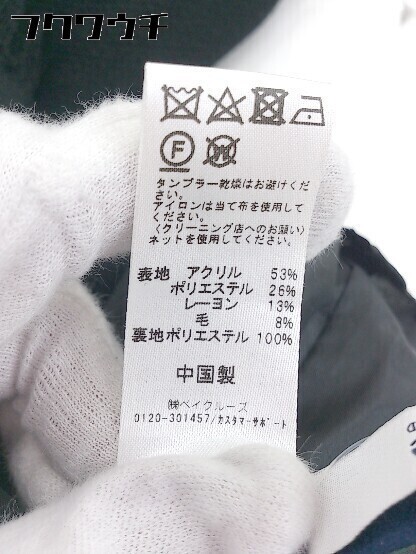 フクワウチ
F W
タンブラー乾燥はお避けくだ
さい。
アイロンは当て布を使用して
ください。
〈クリーニング店へのお願い〉
ネットを使用してください。
表地 アクリル 53%
ポリエステル 26%
レーヨン 13%
毛 8%
裏地ポリエステル 100%
中国製
㈱ベイクルーズ
0120-301457/カスタマーサポート